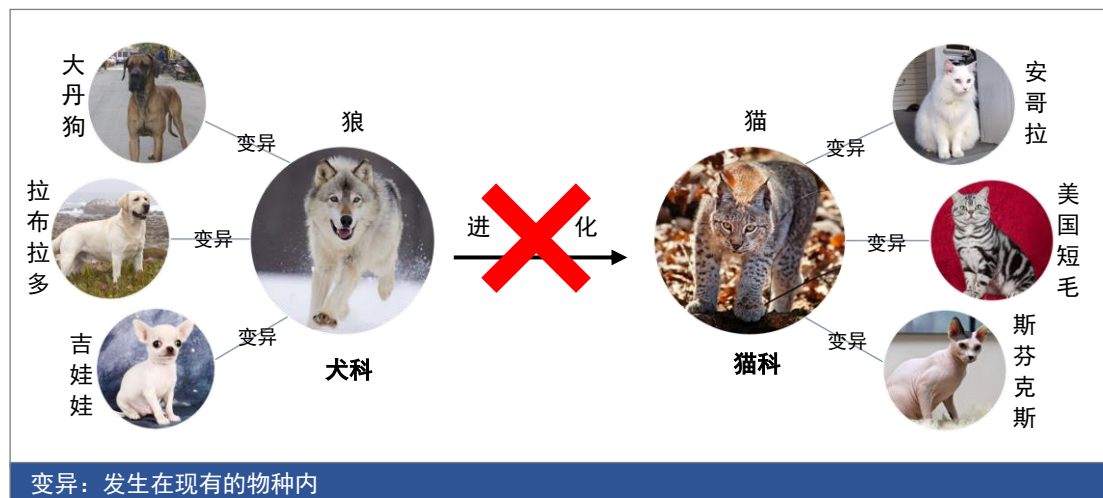 大丹狗
变异
狼
拉布拉多
变异
吉娃娃
变异
犬科
进 化
猫
变异
安哥拉
变异
美国短毛
变异
斯芬克斯
猫科
变异：发生在现有的物种内